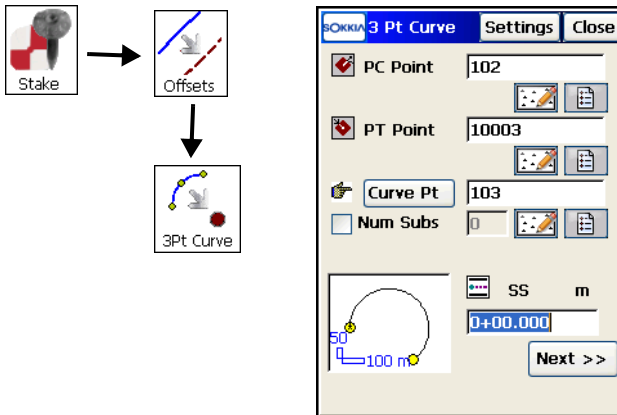 Stake
Offsets
3Pt Curve
SOKKIA 3 Pt Curve Settings Close
PC Point 102
PT Point 10003
Curve Pt 103
Num Subs 0
SS m
0+00.000
50
100 m
Next >>